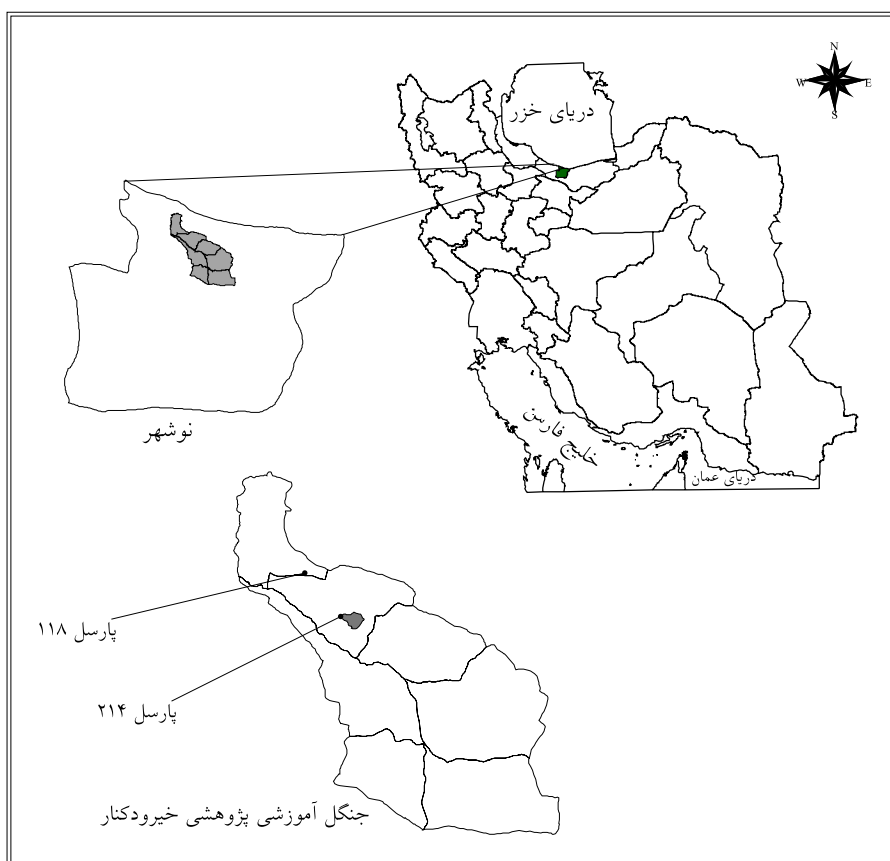 N
W E
S
دریای خزر
نوشهر
خلیج فارس
دریای عمان
پارسل ۱۱۸
پارسل ۲۱۴
جنگل آموزشی پژوهشی خیرودکنار